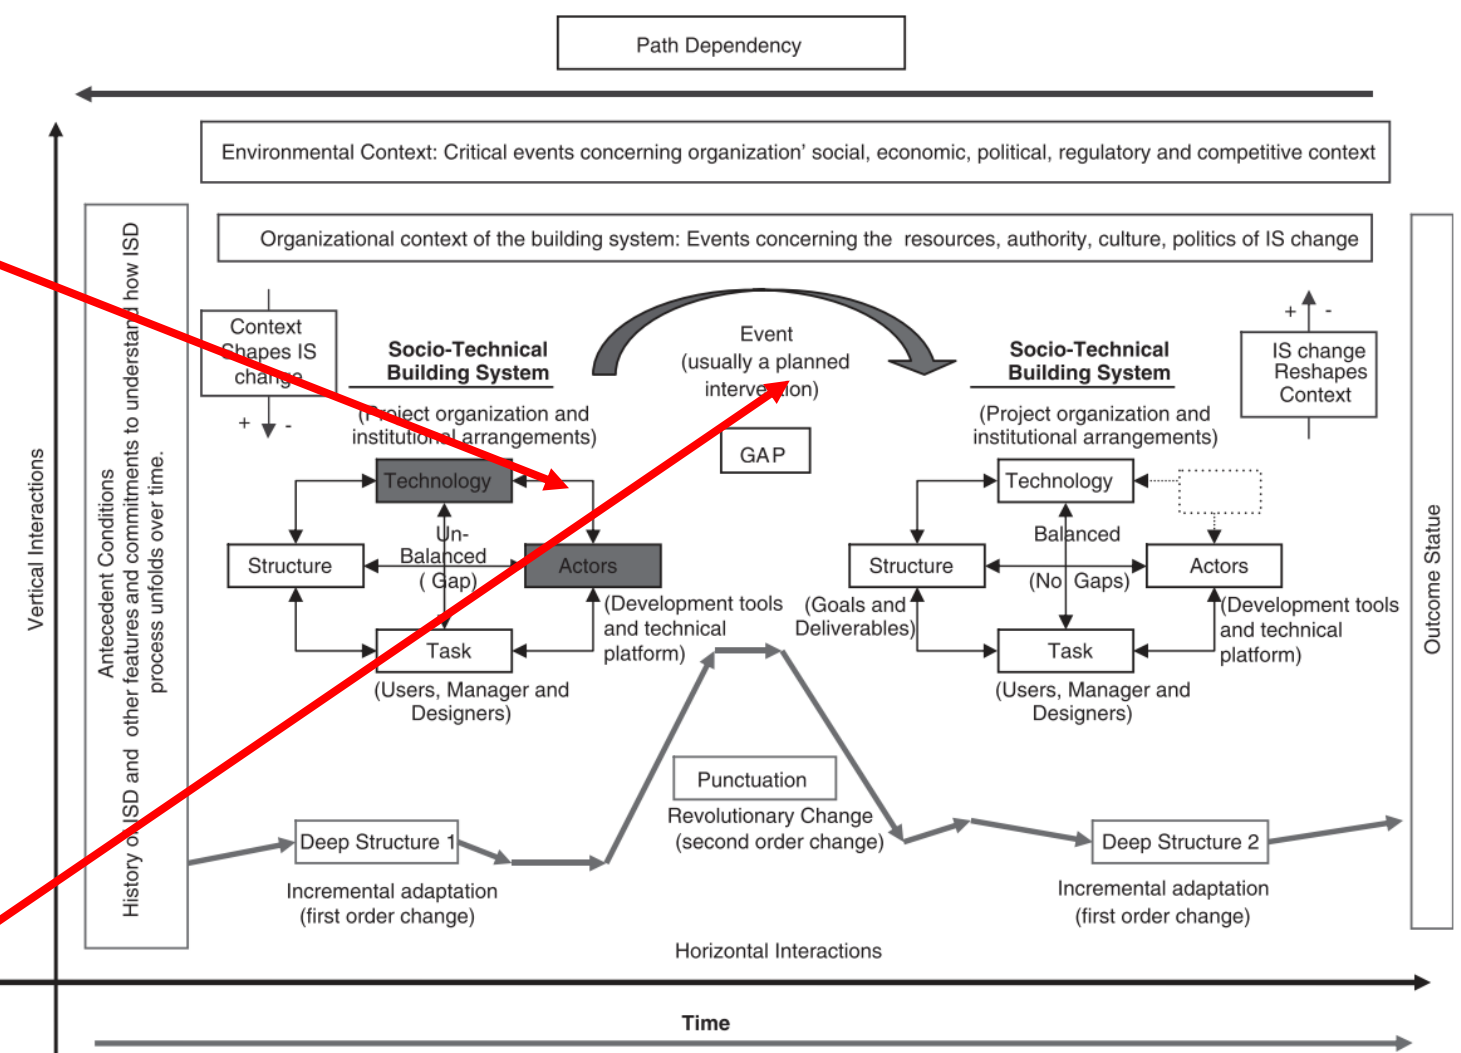 Path Dependency
Environmental Context: Critical events concerning organization' social, economic, political, regulatory and competitive context
Organizational context of the building system: Events concerning the resources, authority, culture, politics of IS change
Vertical Interactions
Antecedent Conditions
History of ISD and other features and commitments to understand how ISD
process unfolds over time.
Context
Shapes IS
change
+ -
Socio-Technical
Building System
(Project organization and
institutional arrangements)
Technology
Un-
Balanced
( Gap)
Structure
Actors
Task
(Development tools
and technical
platform)
(Users, Manager and
Designers)
Event
(usually a planned
intervention)
GAP
Socio-Technical
Building System
(Project organization and
institutional arrangements)
Technology
Balanced
(No Gaps)
Structure
Actors
(Goals and
Deliverables)
Task
(Development tools
and technical
platform)
(Users, Manager and
Designers)
+ -
IS change
Reshapes
Context
Outcome Statue
Punctuation
Revolutionary Change
(second order change)
Deep Structure 1
Incremental adaptation
(first order change)
Deep Structure 2
Incremental adaptation
(first order change)
Horizontal Interactions
Time